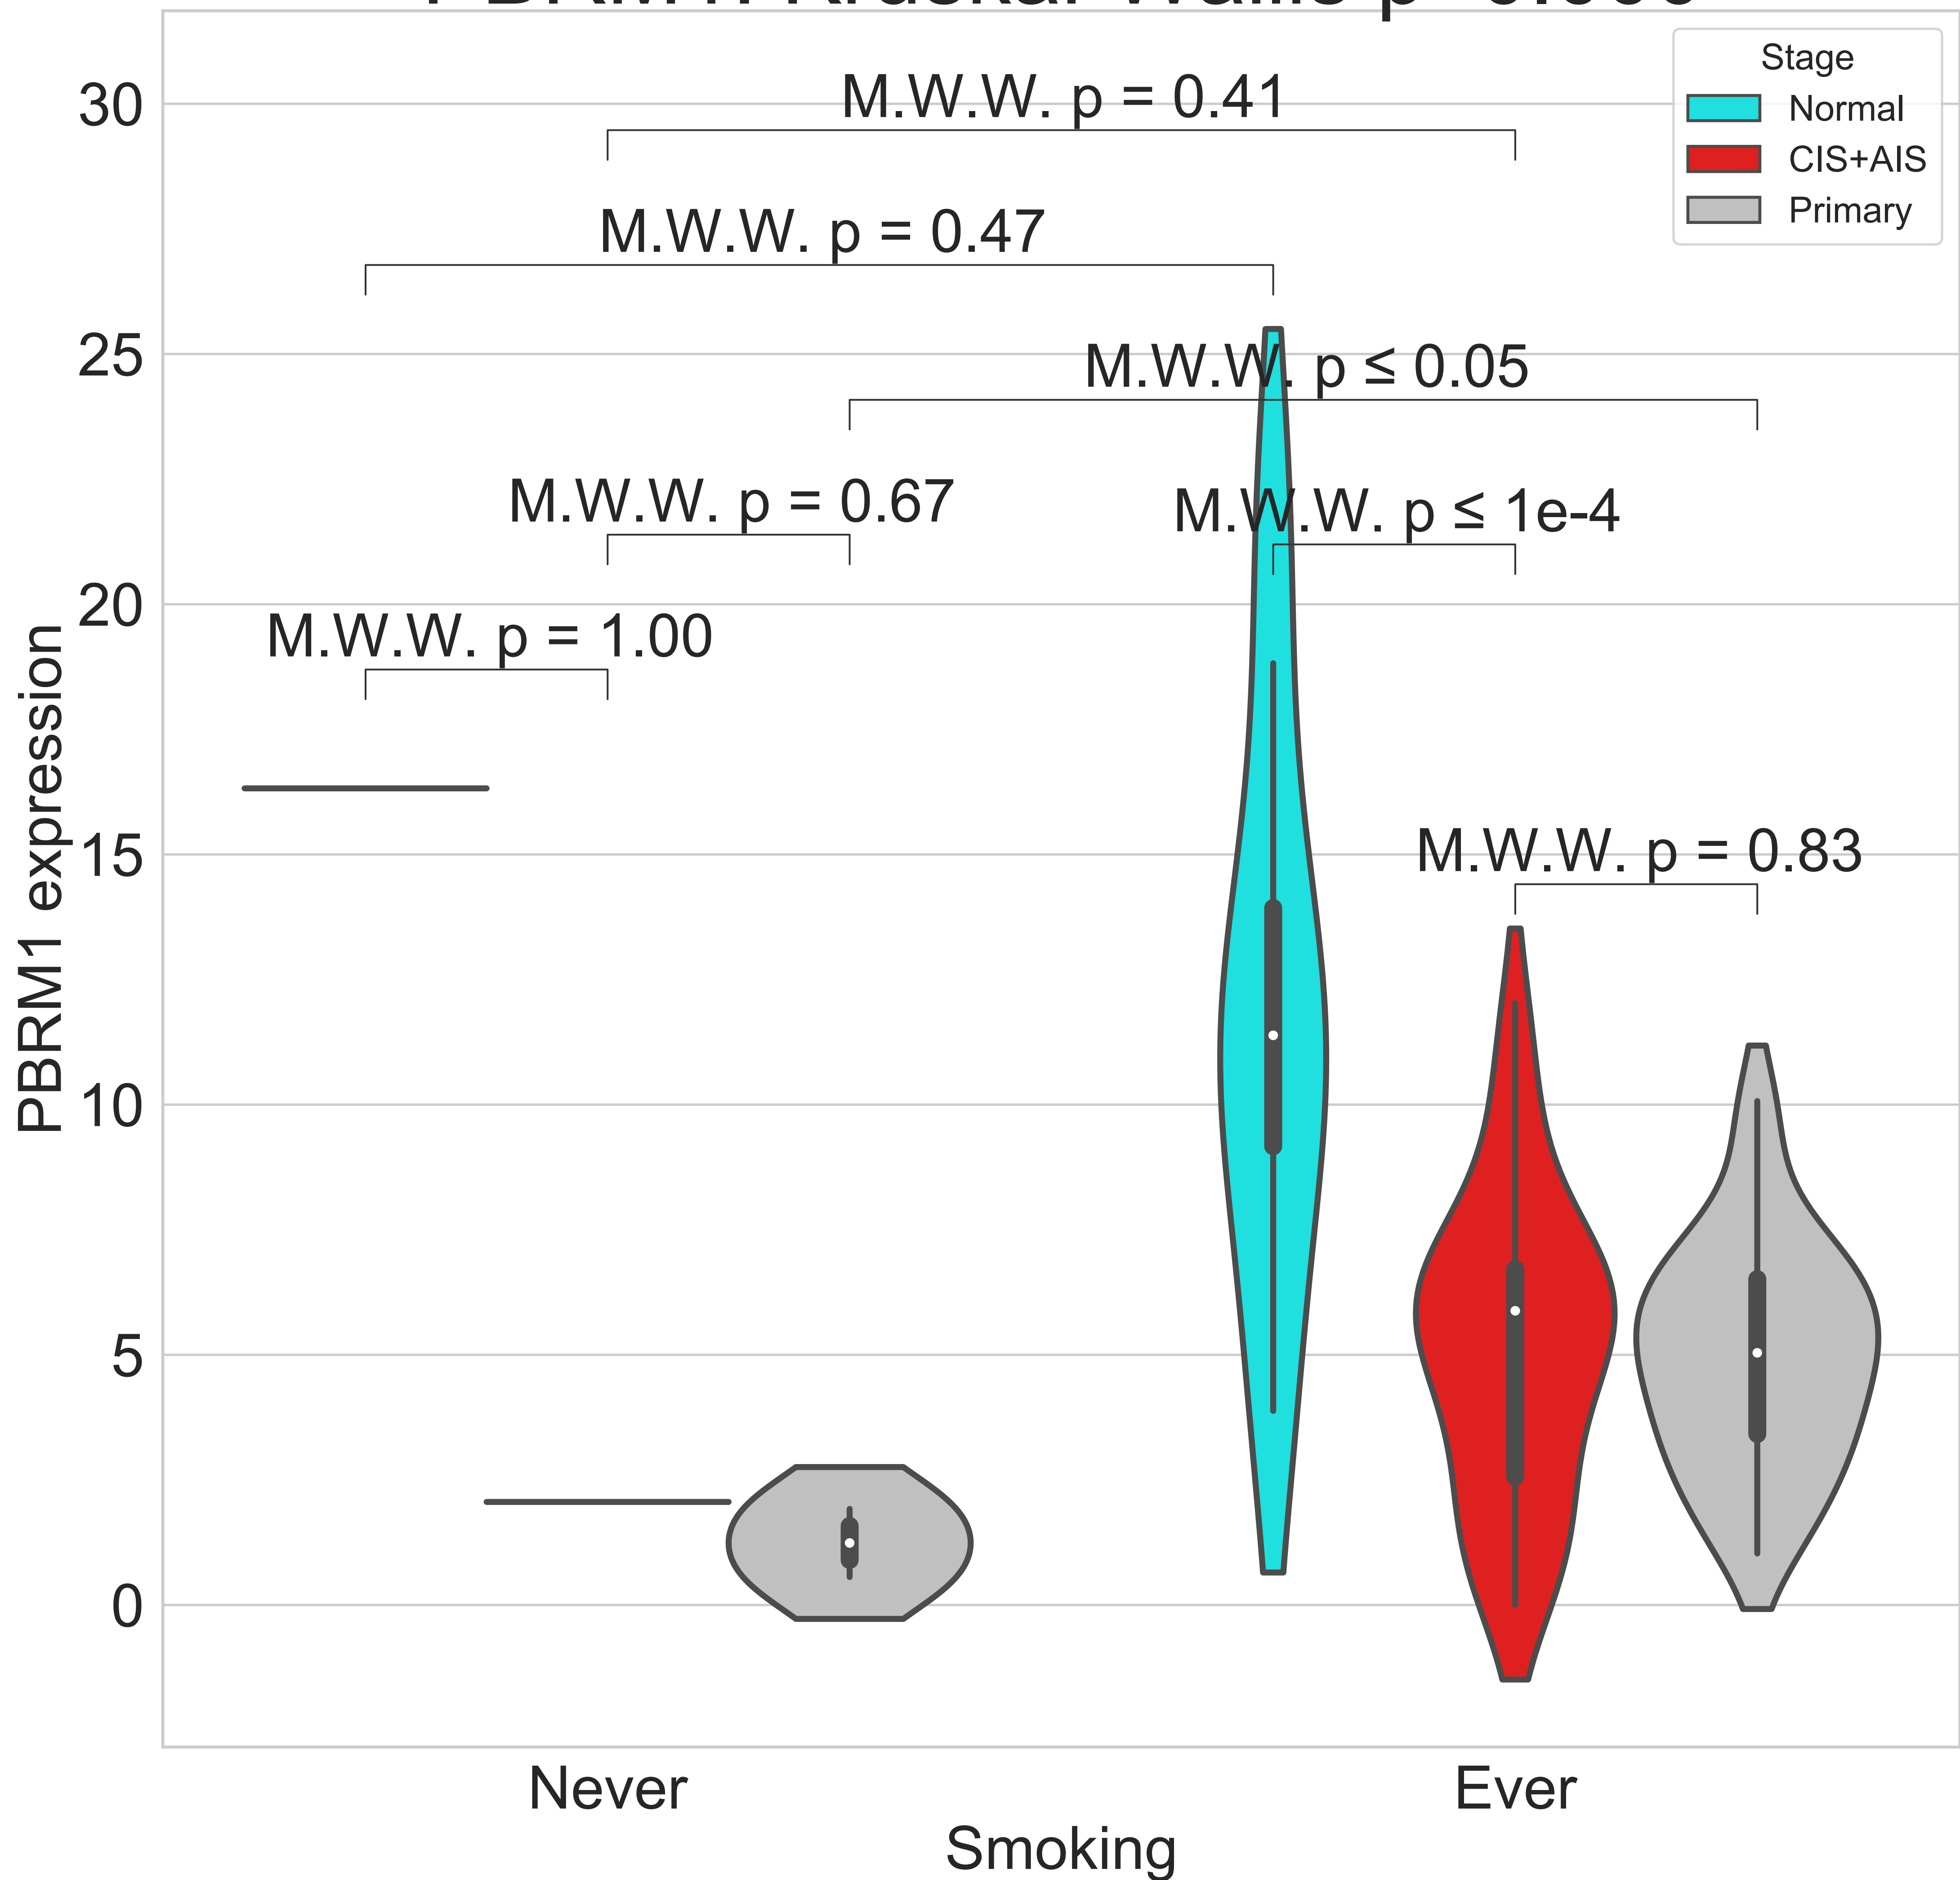 Stage
Normal
CIS+AIS
Primary
M.W.W. p = 0.41
M.W.W. p = 0.47
M.W.W. p ≤ 0.05
M.W.W. p = 0.67
M.W.W. p ≤ 1e-4
M.W.W. p = 1.00
M.W.W. p = 0.83
PBRM1 expression
30
25
20
15
10
5
0
Never
Ever
Smoking